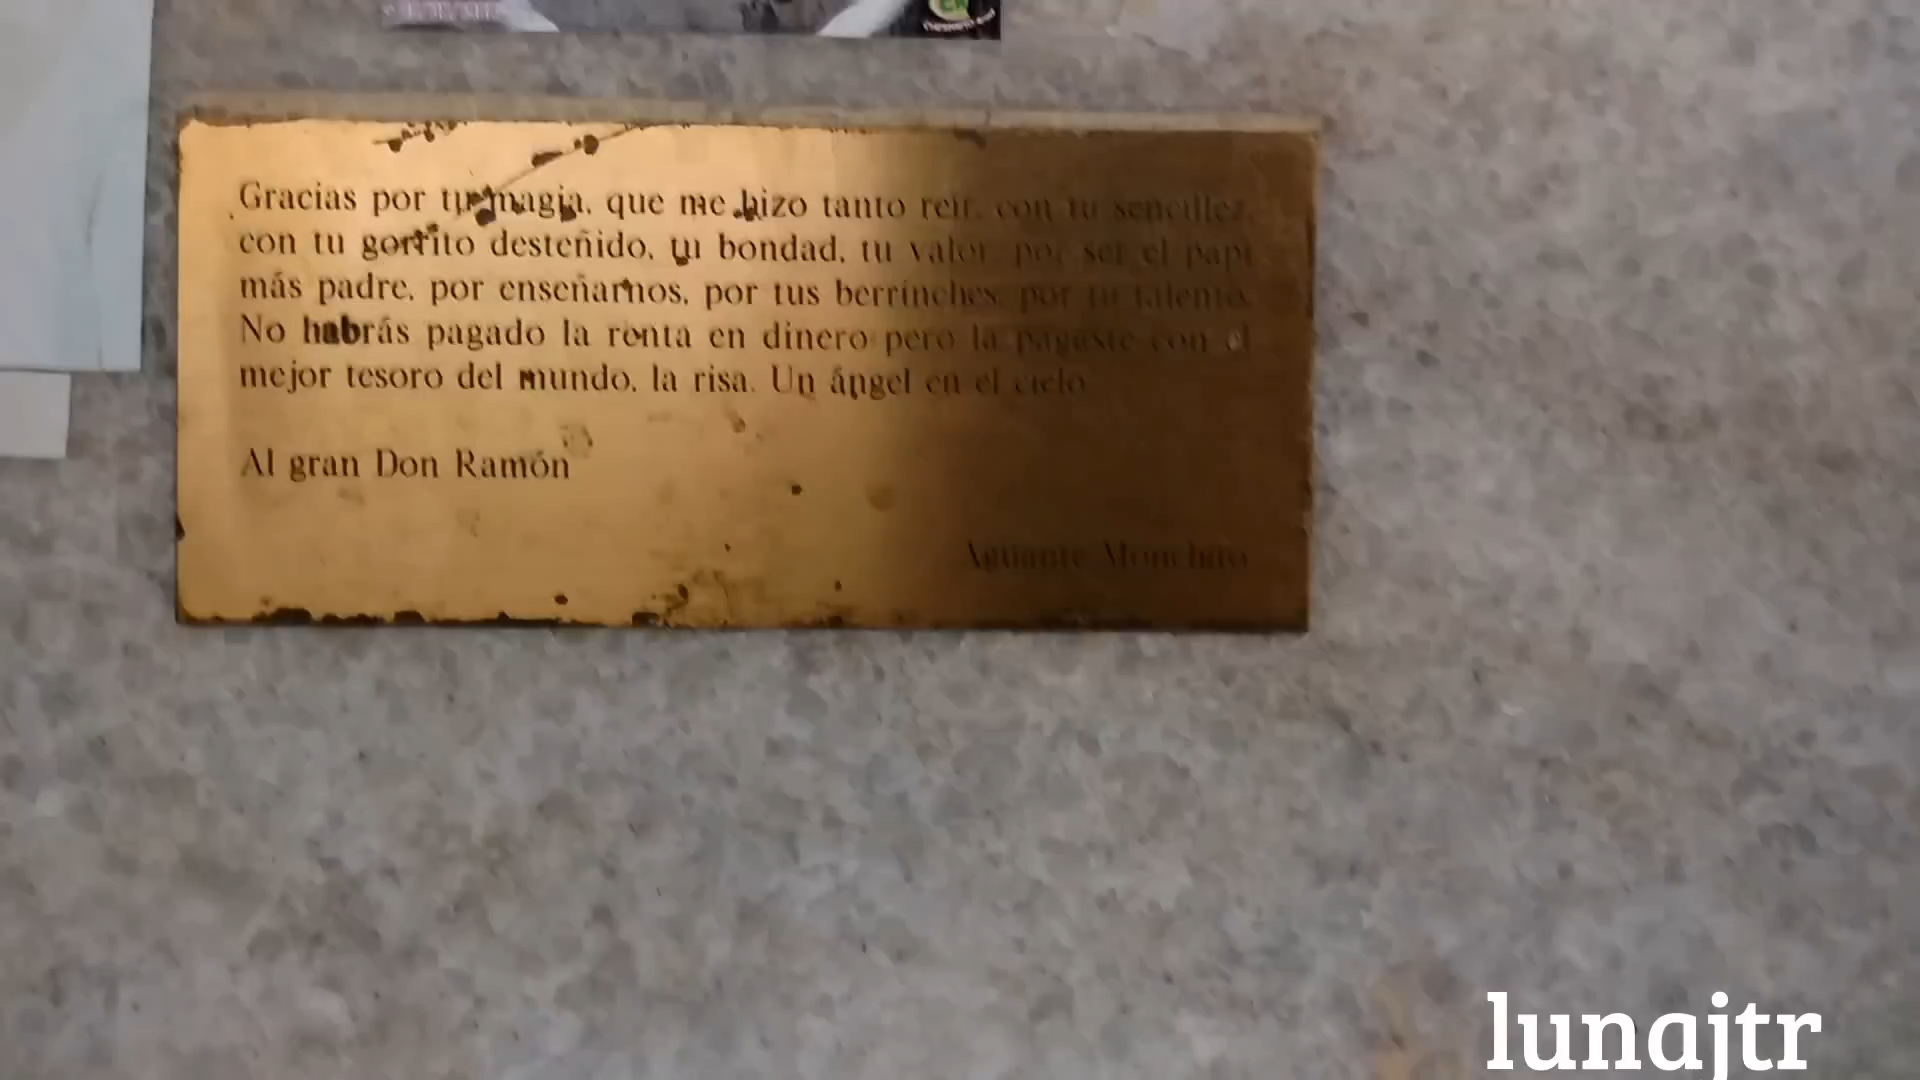 Gracias por tu magia, que me hizo tanto reír, con tu sencillez,
con tu gorrito desteñido, tu bondad, tu valor, por ser el papi
más padre, por enseñarnos, por tus berrinches, por tu talento.
No habrás pagado la renta en dinero pero la pagaste con el
mejor tesoro del mundo, la risa. Un ángel en el cielo.
Al gran Don Ramón
Aguante Monchito
lunajtr